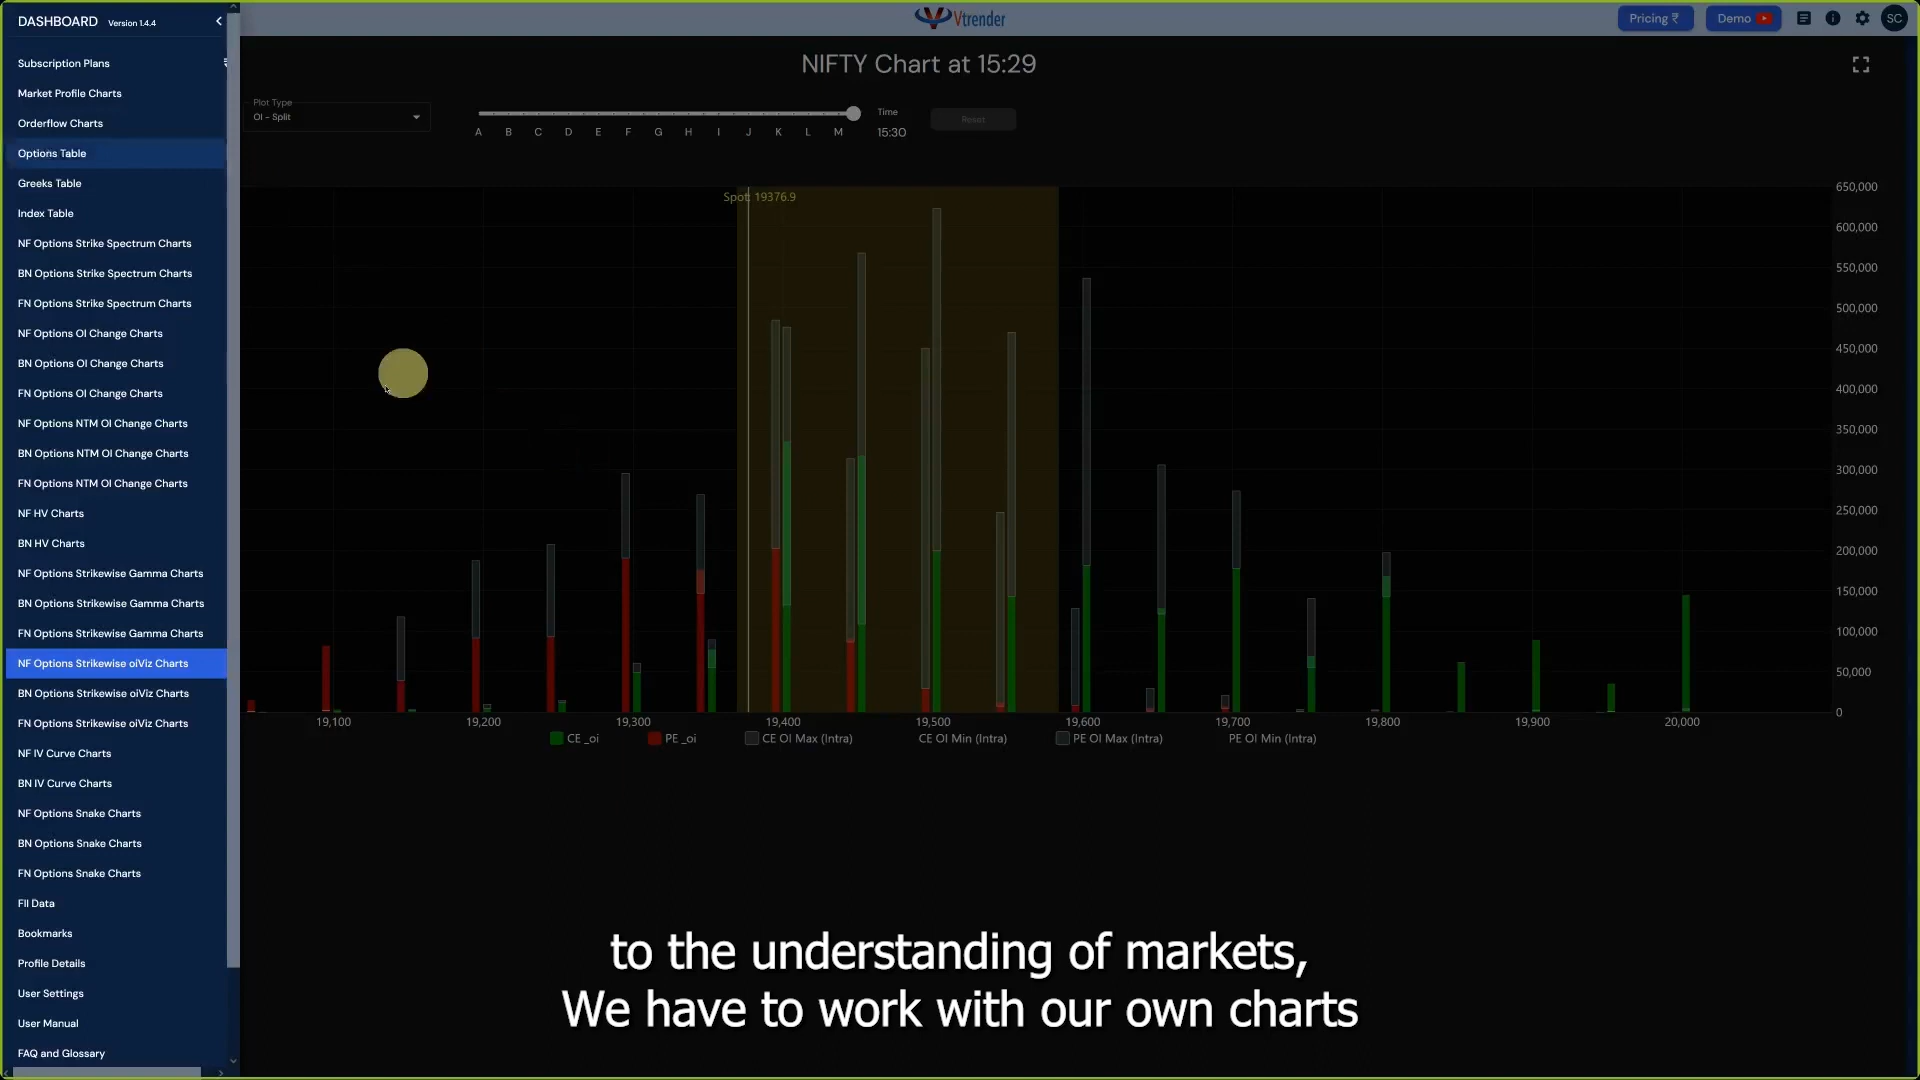 DASHBOARD Version 1.4.4
Vtrender
Pricing ₹
Demo
SC
Subscription Plans
Market Profile Charts
Orderflow Charts
Options Table
Greeks Table
Index Table
NF Options Strike Spectrum Charts
BN Options Strike Spectrum Charts
FN Options Strike Spectrum Charts
NF Options OI Change Charts
BN Options OI Change Charts
FN Options OI Change Charts
NF Options NTM OI Change Charts
BN Options NTM OI Change Charts
FN Options NTM OI Change Charts
NF HV Charts
BN HV Charts
NF Options Strikewise Gamma Charts
BN Options Strikewise Gamma Charts
FN Options Strikewise Gamma Charts
NF Options Strikewise oiViz Charts
BN Options Strikewise oiViz Charts
FN Options Strikewise oiViz Charts
NF IV Curve Charts
BN IV Curve Charts
NF Options Snake Charts
BN Options Snake Charts
FN Options Snake Charts
FII Data
Bookmarks
Profile Details
User Settings
User Manual
FAQ and Glossary
NIFTY Chart at 15:29
Plot Type
OI - Split
A B C D E F G H I J K L M
Time
15:30
Reset
Spot: 19376.9
650,000
600,000
550,000
500,000
450,000
400,000
350,000
300,000
250,000
200,000
150,000
100,000
50,000
0
19,100 19,200 19,300 19,400 19,500 19,600 19,700 19,800 19,900 20,000
CE _oi PE _oi CE OI Max (Intra) CE OI Min (Intra) PE OI Max (Intra) PE OI Min (Intra)
to the understanding of markets,
We have to work with our own charts